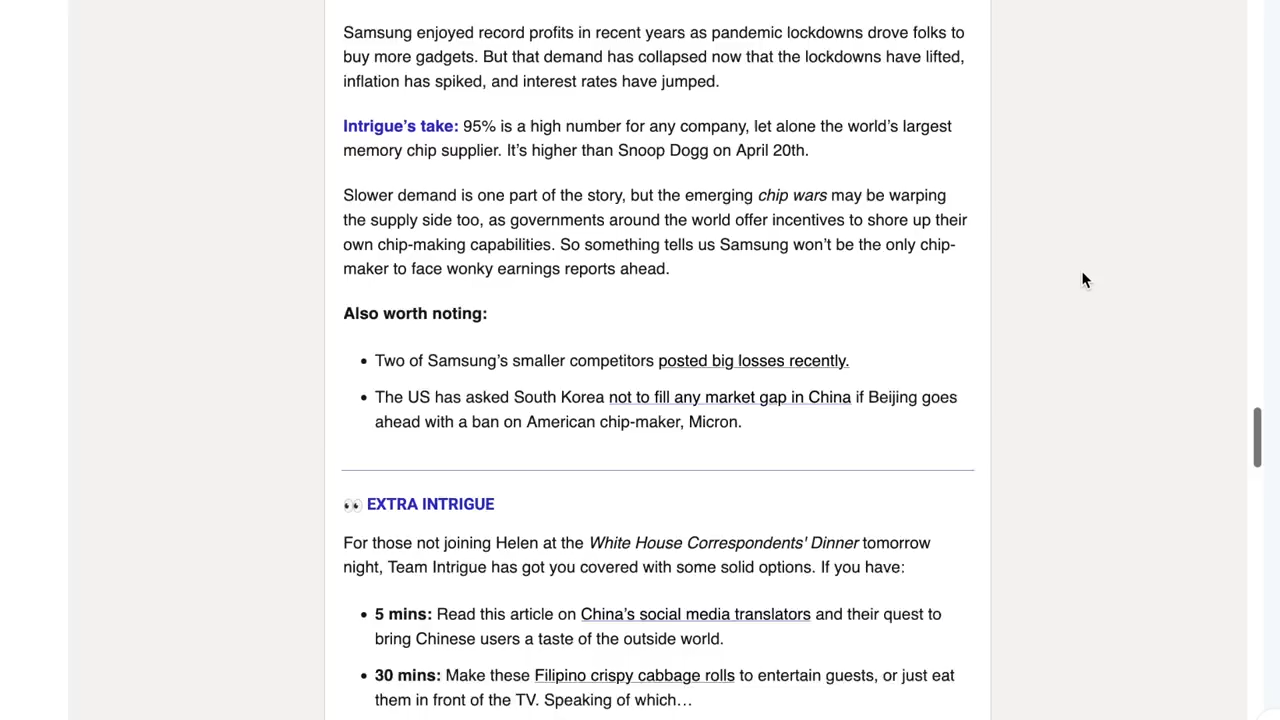 Samsung enjoyed record profits in recent years as pandemic lockdowns drove folks to
buy more gadgets. But that demand has collapsed now that the lockdowns have lifted,
inflation has spiked, and interest rates have jumped.
Intrigue’s take: 95% is a high number for any company, let alone the world’s largest
memory chip supplier. It’s higher than Snoop Dogg on April 20th.
Slower demand is one part of the story, but the emerging chip wars may be warping
the supply side too, as governments around the world offer incentives to shore up their
own chip-making capabilities. So something tells us Samsung won’t be the only chip-
maker to face wonky earnings reports ahead.
Also worth noting:
• Two of Samsung’s smaller competitors posted big losses recently.
• The US has asked South Korea not to fill any market gap in China if Beijing goes
ahead with a ban on American chip-maker, Micron.
👀 EXTRA INTRIGUE
For those not joining Helen at the White House Correspondents' Dinner tomorrow
night, Team Intrigue has got you covered with some solid options. If you have:
• 5 mins: Read this article on China’s social media translators and their quest to
bring Chinese users a taste of the outside world.
• 30 mins: Make these Filipino crispy cabbage rolls to entertain guests, or just eat
them in front of the TV. Speaking of which…